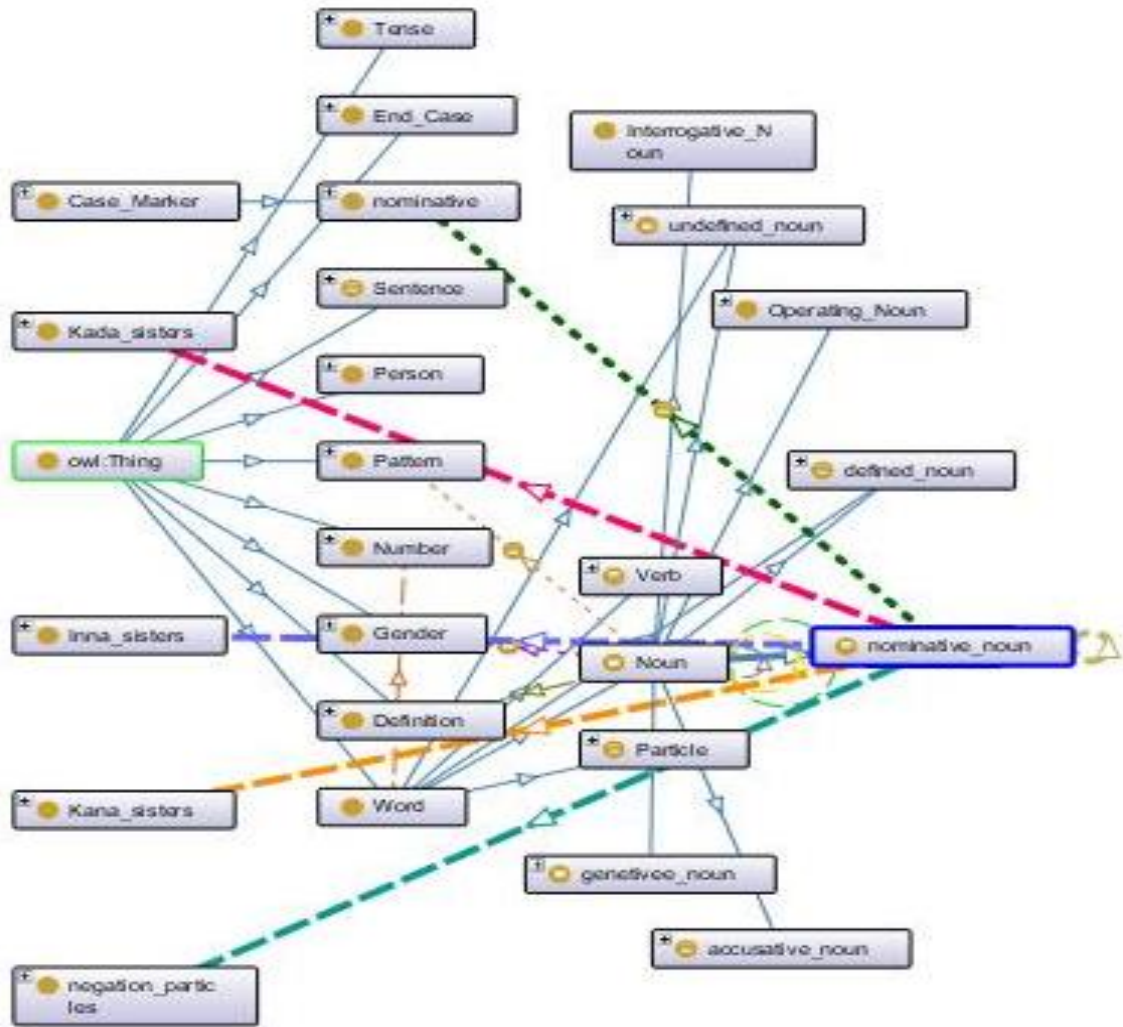 Tense
End_Case
Interrogative_N
oun
Case_Marker
nominative
undefined_noun
Sentence
Operating_Noun
Kada_sisters
Person
owl:Thing
Pattern
defined_noun
Number
Verb
Inna_sisters
Gender
nominative_noun
Noun
Definition
Particle
Kana_sisters
Word
genetivee_noun
accusative_noun
negation_partic
les